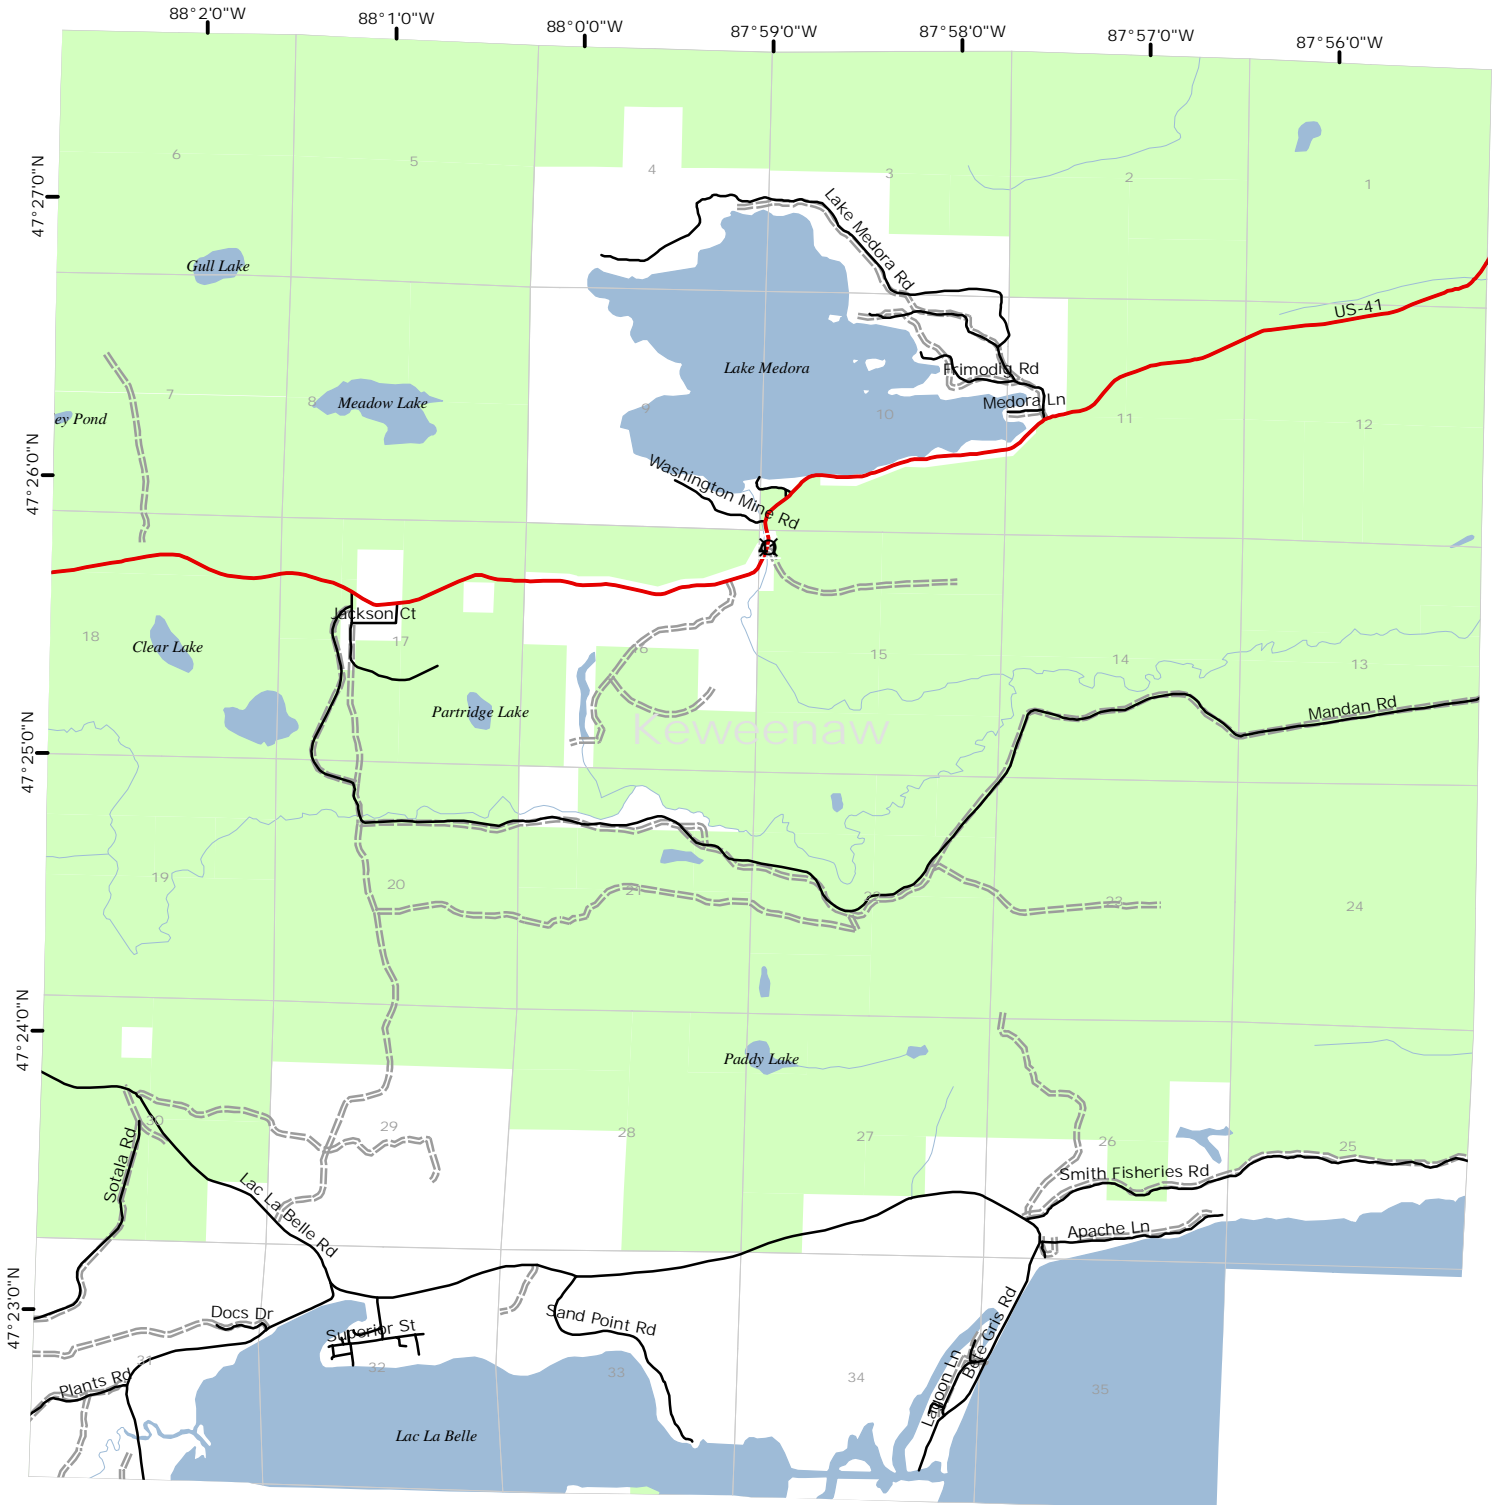 88°2'0"W
88°1'0"W
88°0'0"W
87°59'0"W
87°58'0"W
87°57'0"W
87°56'0"W
6
5
4
3
2
1
47°27'0"N
Lake Medora Rd
Gull Lake
US-41
Lake Medora
Frimodig Rd
7
8
Meadow Lake
9
10
Medora Ln
11
12
ey Pond
47°26'0"N
Washington Mine Rd
Jackson Ct
18
Clear Lake
17
16
15
14
13
Partridge Lake
Keweenaw
Mandan Rd
47°25'0"N
19
20
21
22
23
24
47°24'0"N
Paddy Lake
30
29
28
27
26
25
Sotala Rd
Lac La Belle Rd
Smith Fisheries Rd
Apache Ln
47°23'0"N
Docs Dr
Superior St
Sand Point Rd
Bete Gris Rd
31
32
33
34
35
Plants Rd
Lagoon Ln
Lac La Belle